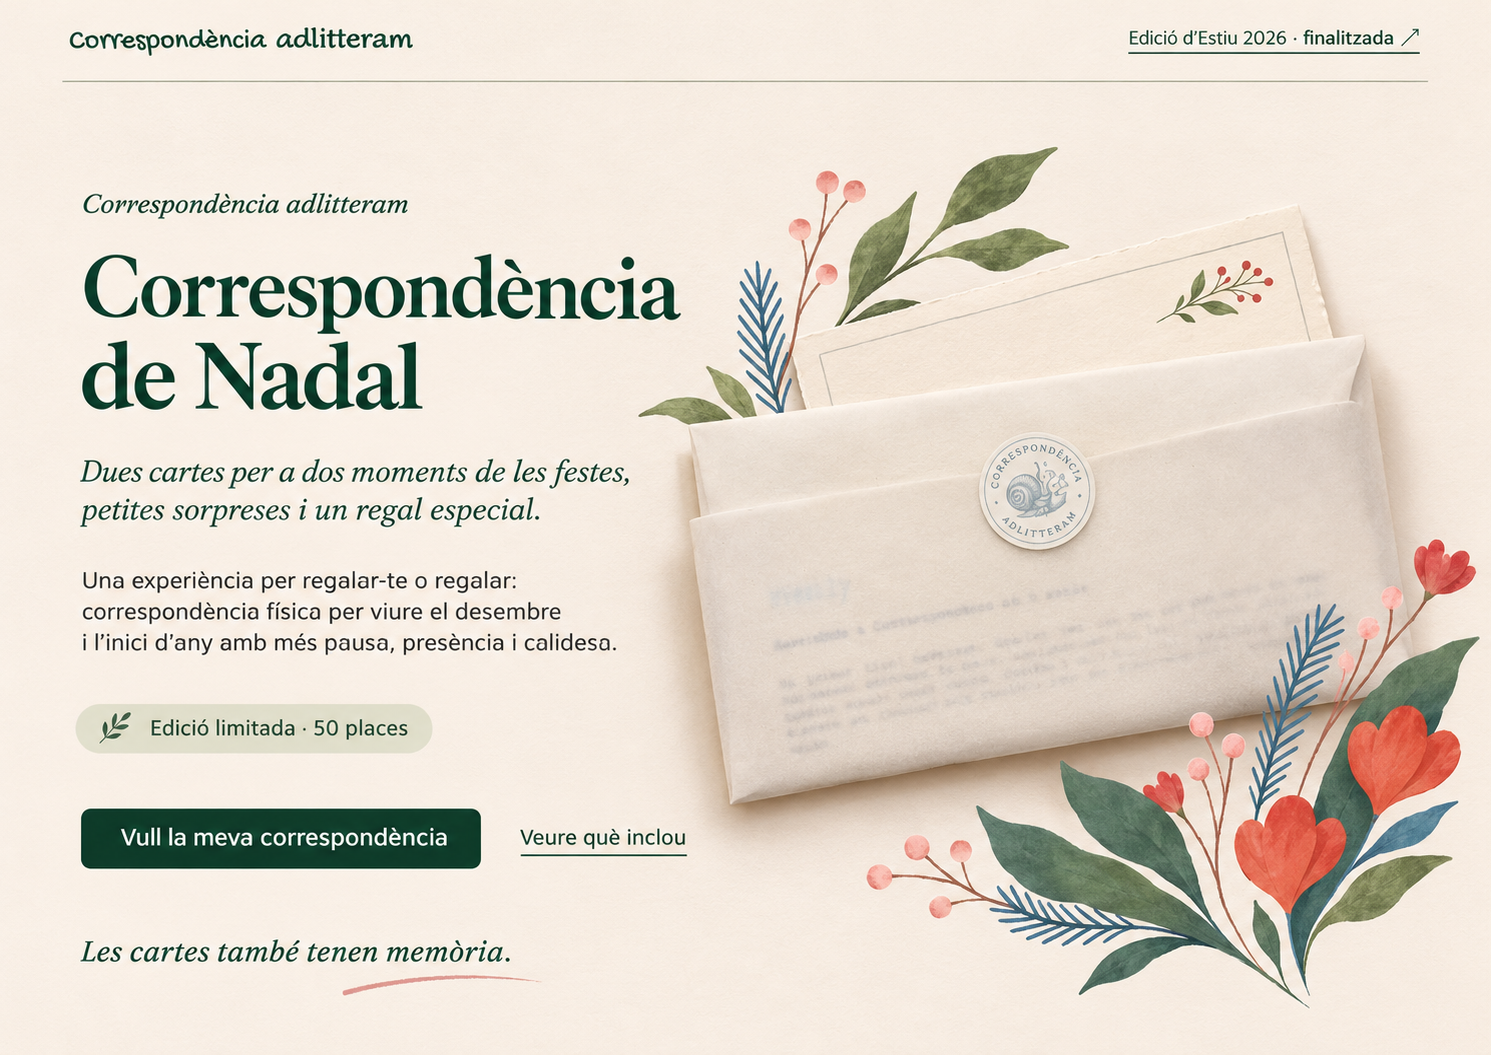 Correspondència adlitteram
Edició d'Estiu 2026 · finalitzada ↗
Correspondència adlitteram
Correspondència
de Nadal
Dues cartes per a dos moments de les festes,
petites sorpreses i un regal especial.
Una experiència per regalar-te o regalar:
correspondència física per viure el desembre
i l'inici d'any amb més pausa, presència i calidesa.
Edició limitada · 50 places
Vull la meva correspondència
Veure què inclou
Les cartes també tenen memòria.
CORRESPONDÈNCIA
ADLITTERAM